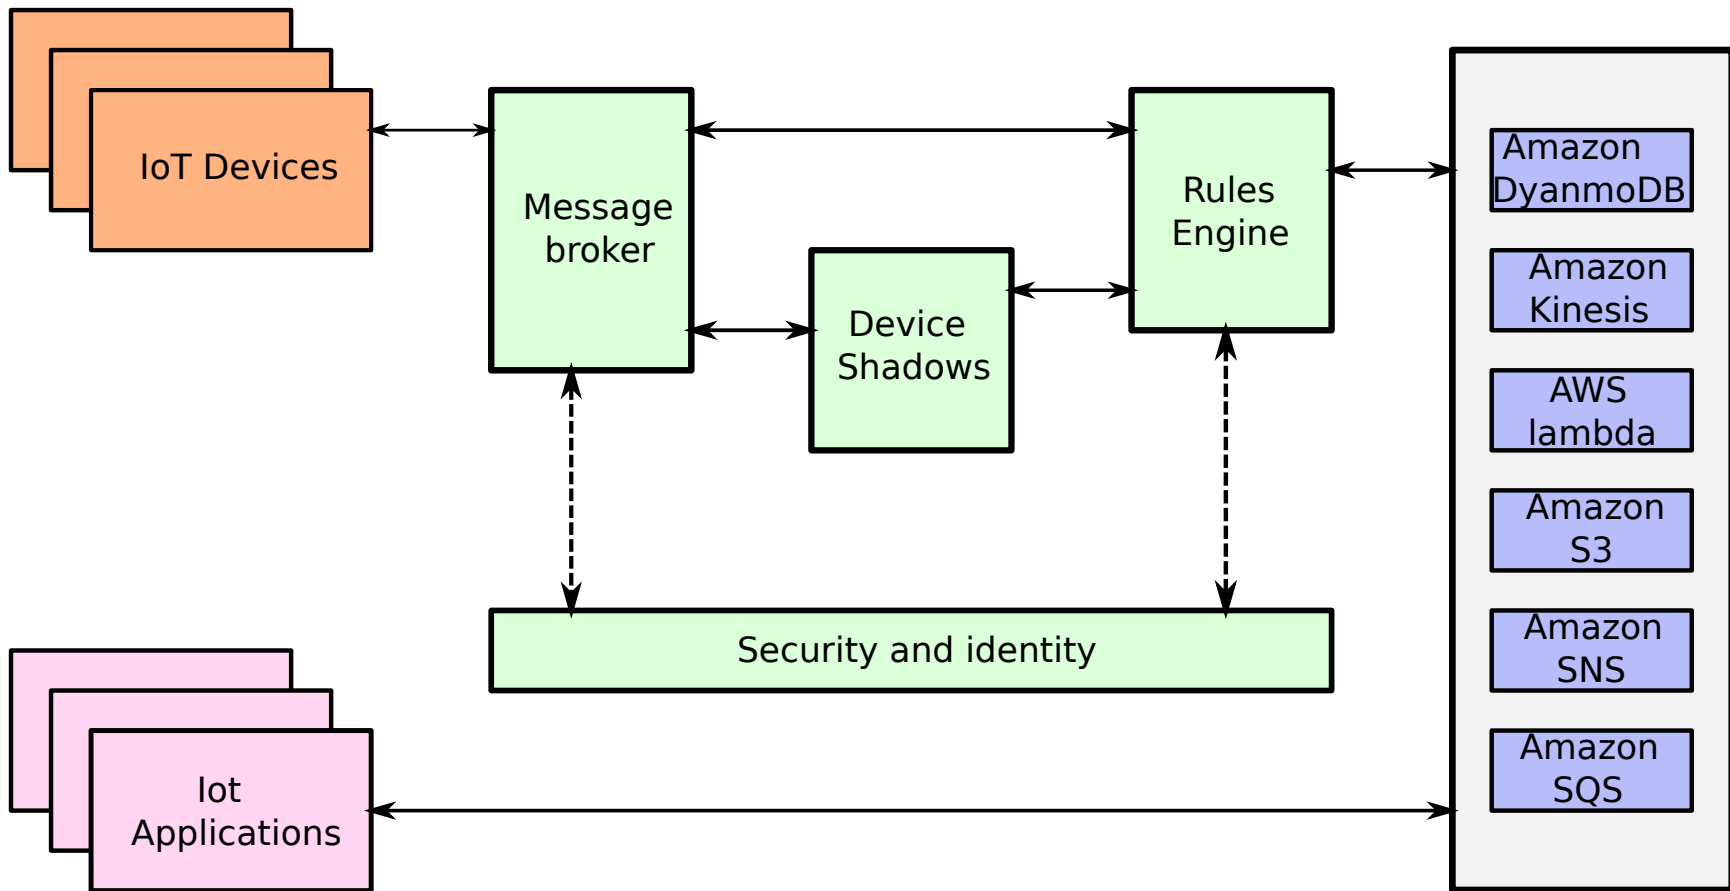 IoT Devices
Message
broker
Device
Shadows
Rules
Engine
Amazon
DyanmoDB
Amazon
Kinesis
AWS
lambda
Amazon
S3
Amazon
SNS
Amazon
SQS
Security and identity
Iot
Applications